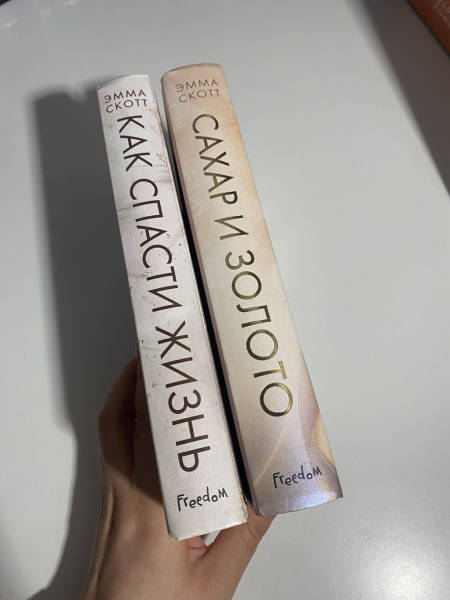 ЭММА
СКОТТ
КАК СПАСТИ ЖИЗНЬ
Freedom
ЭММА
СКОТТ
САХАР И ЗОЛОТО
Freedom